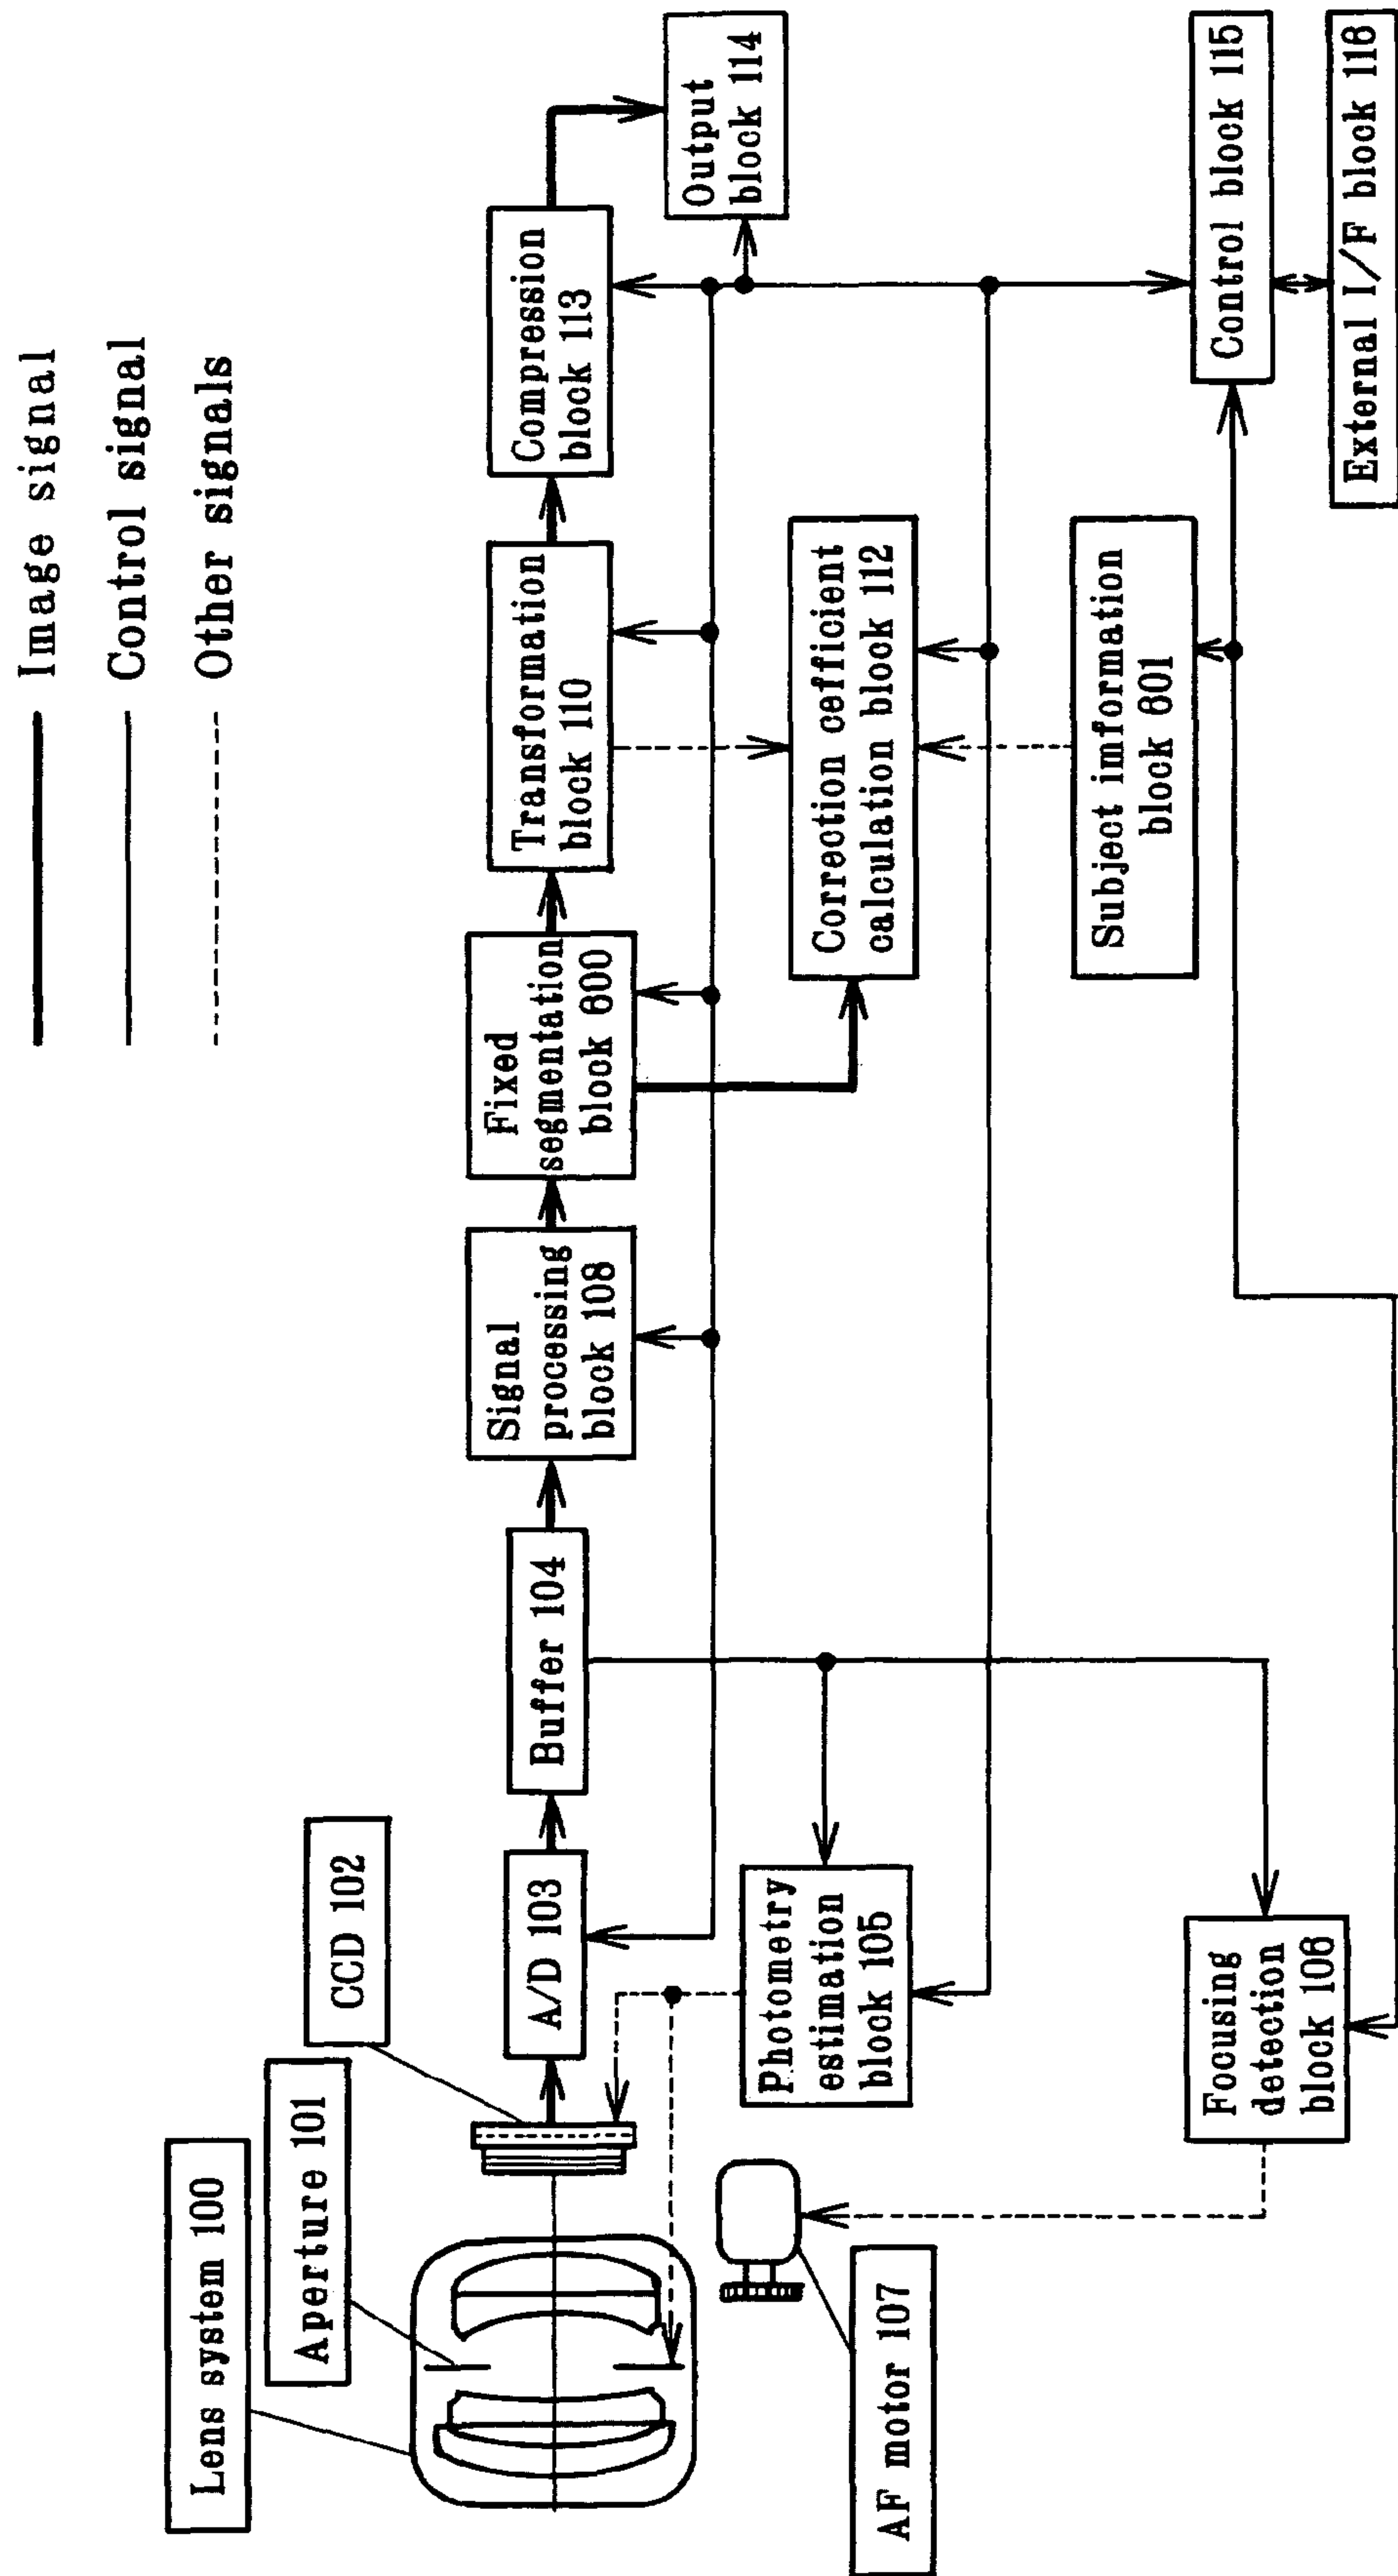 Image signal
Control signal
Other signals
Lens system 100
Aperture 101
CCD 102
A/D 103
Buffer 104
Signal
processing
block 108
Fixed
segmentation
block 600
Transformation
block 110
Compression
block 113
Output
block 114
AF motor 107
Photometry
estimation
block 105
Correction cefficient
calculation block 112
Focusing
detection
block 106
Subject imformation
block 601
Control block 115
External I/F block 116